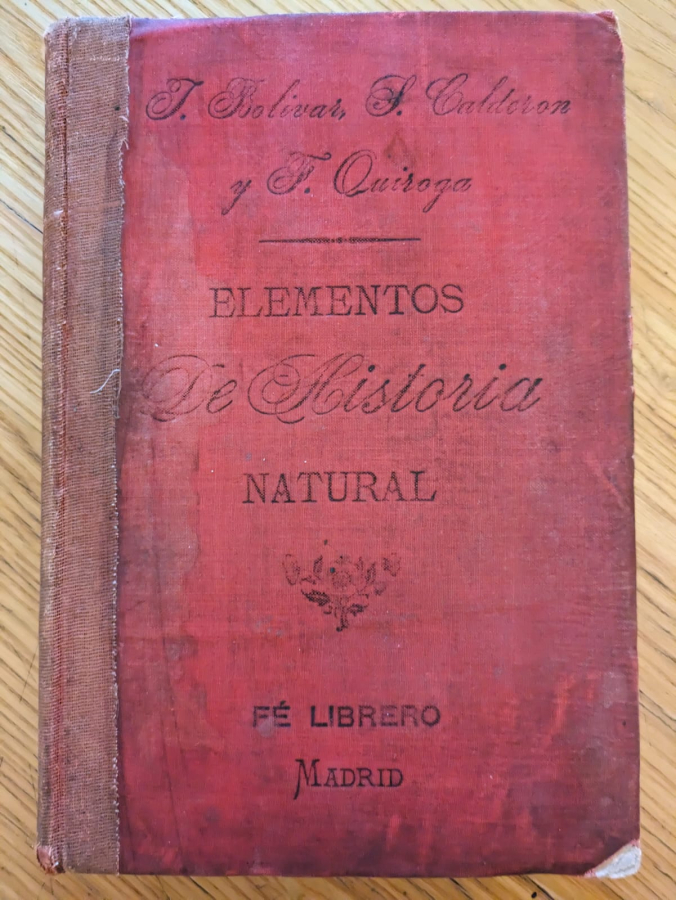 I. Bolivar, S. Calderon
y F. Quiroga
ELEMENTOS
De Historia
NATURAL
FÉ LIBRERO
MADRID